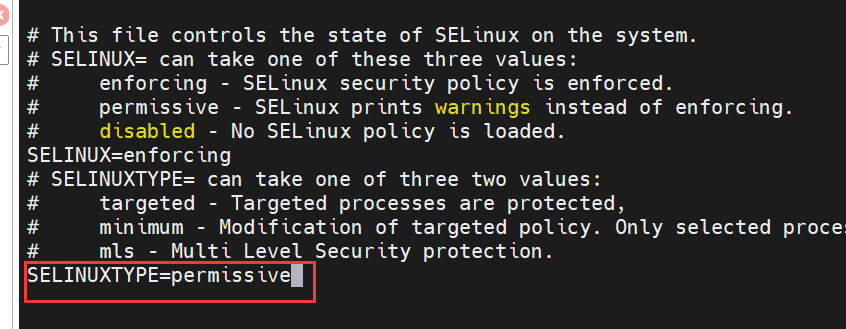 # This file controls the state of SELinux on the system.
# SELINUX= can take one of these three values:
#     enforcing - SELinux security policy is enforced.
#     permissive - SELinux prints warnings instead of enforcing.
#     disabled - No SELinux policy is loaded.
SELINUX=enforcing
# SELINUXTYPE= can take one of three two values:
#     targeted - Targeted processes are protected,
#     minimum - Modification of targeted policy. Only selected proce
#     mls - Multi Level Security protection.
SELINUXTYPE=permissive